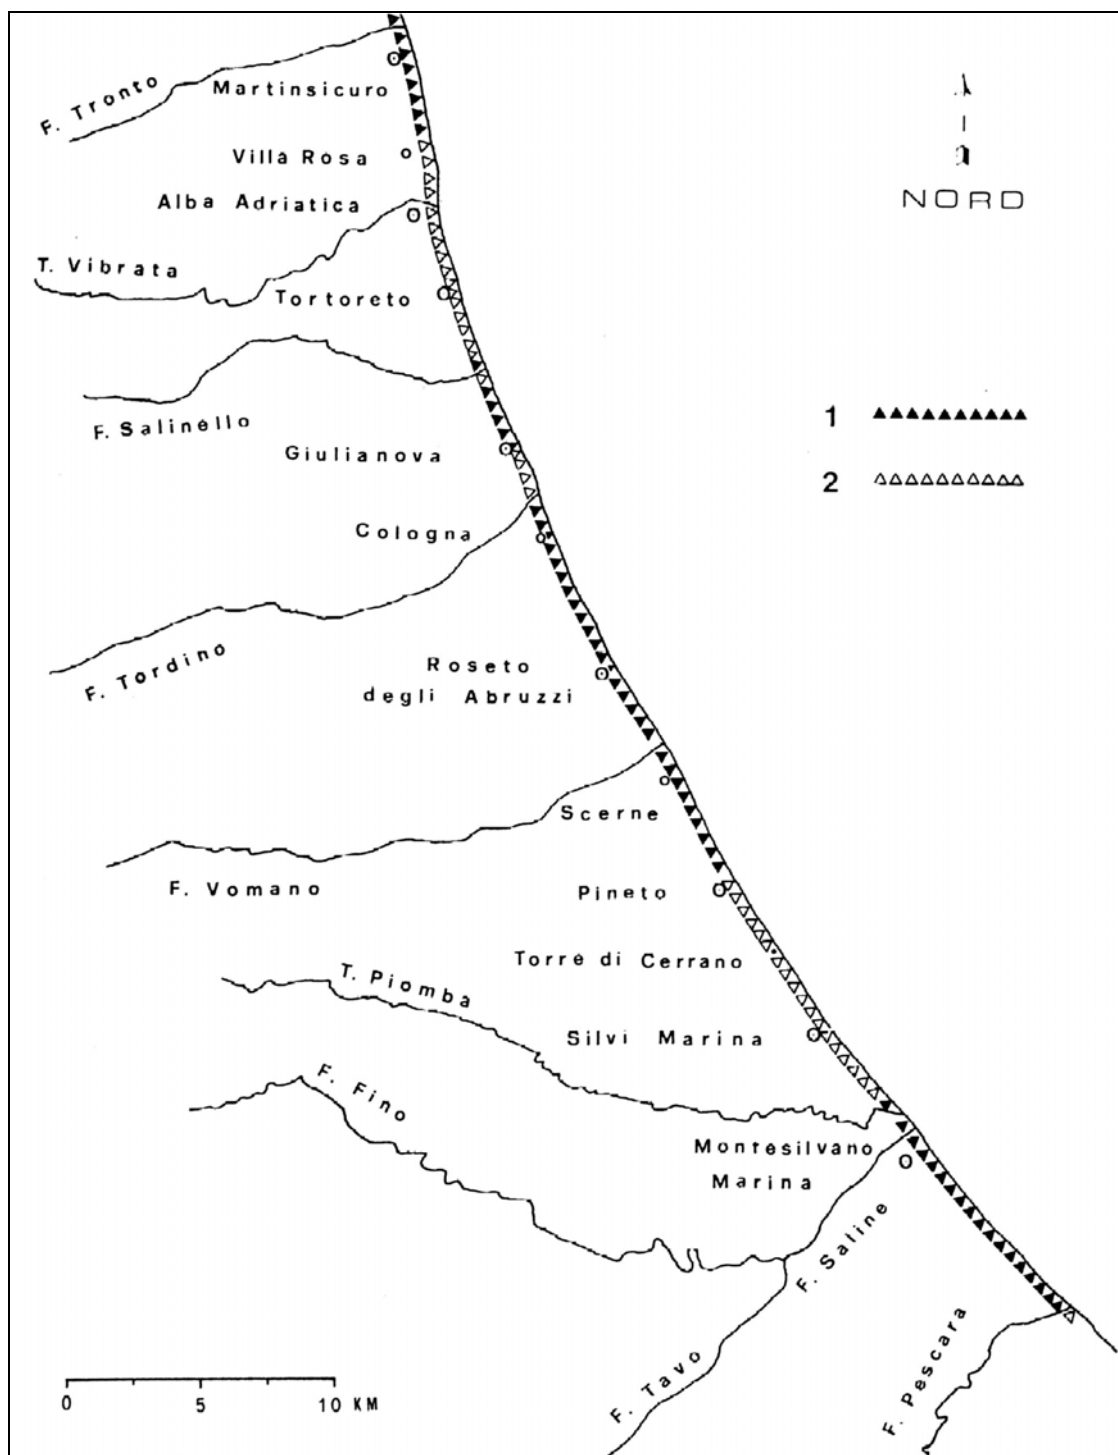 F. Tronto
Martinsicuro
Villa Rosa
Alba Adriatica
NORD
T. Vibrata
Tortoreto
F. Salinello
1
Giulianova
2
Cologna
F. Tordino
Roseto
degli Abruzzi
Scerne
F. Vomano
Pineto
Torre di Cerrano
T. Piomba
Silvi Marina
F. Fino
Montesilvano
Marina
F. Saline
F. Tavo
F. Pescara
0 5 10 KM